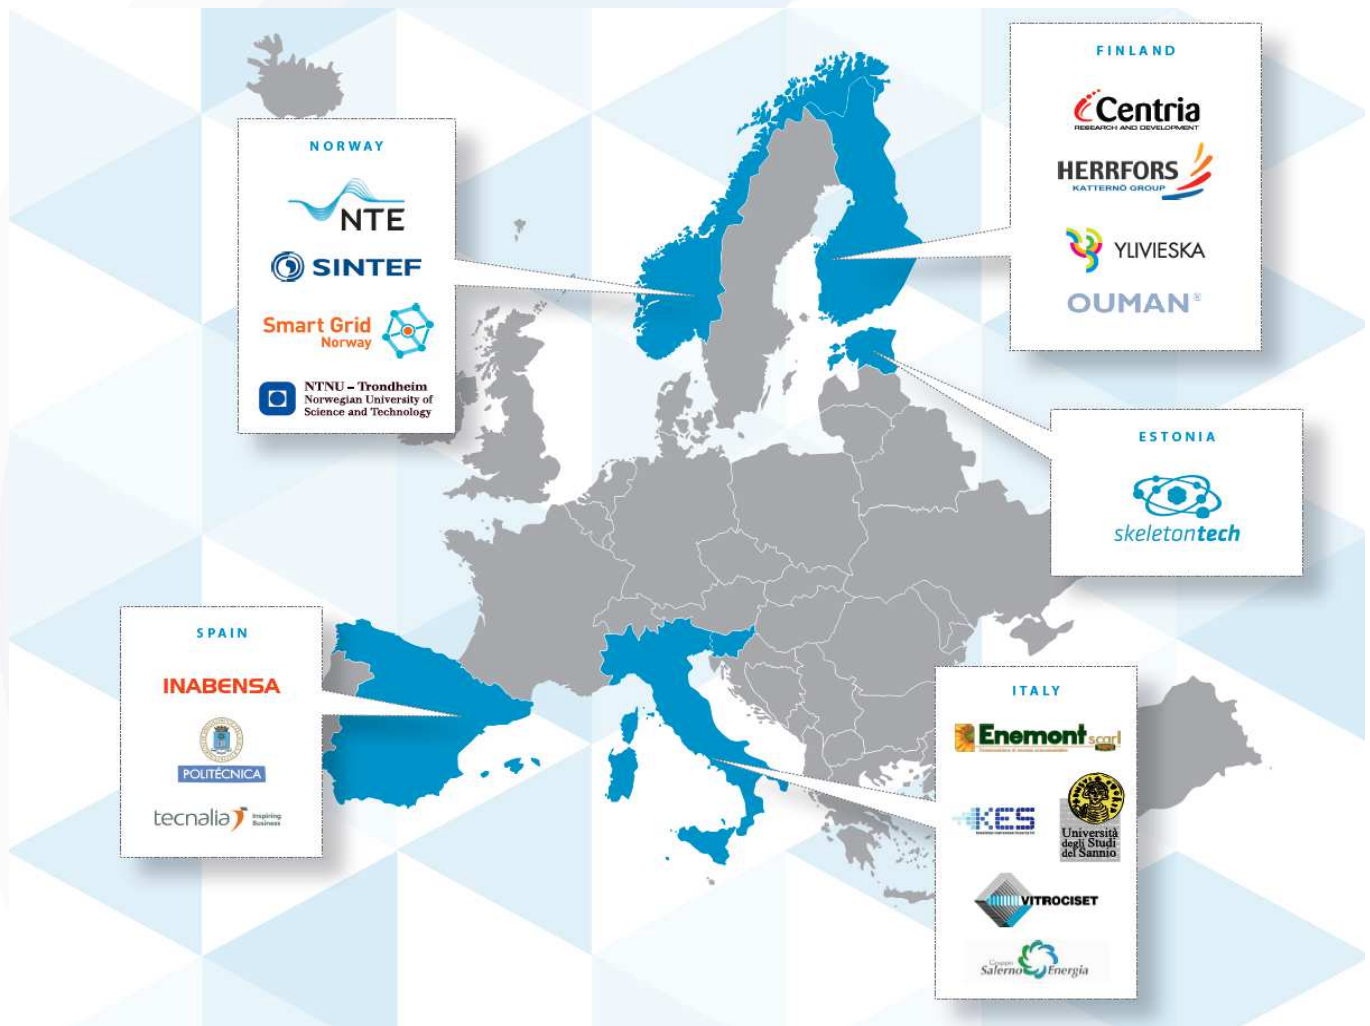 FINLAND
Centria
RESEARCH AND DEVELOPMENT
HERRFORS
KATTERNÖ GROUP
YLIVIESKA
OUMAN
NORWAY
NTE
SINTEF
Smart Grid
Norway
NTNU – Trondheim
Norwegian University of
Science and Technology
ESTONIA
skeletontech
SPAIN
INABENSA
POLITÉCNICA
tecnalia
Inspiring
Business
ITALY
Enemont scarl
KES
Università
degli Studi
del Sannio
VITROCISET
Gruppo
Salerno Energia